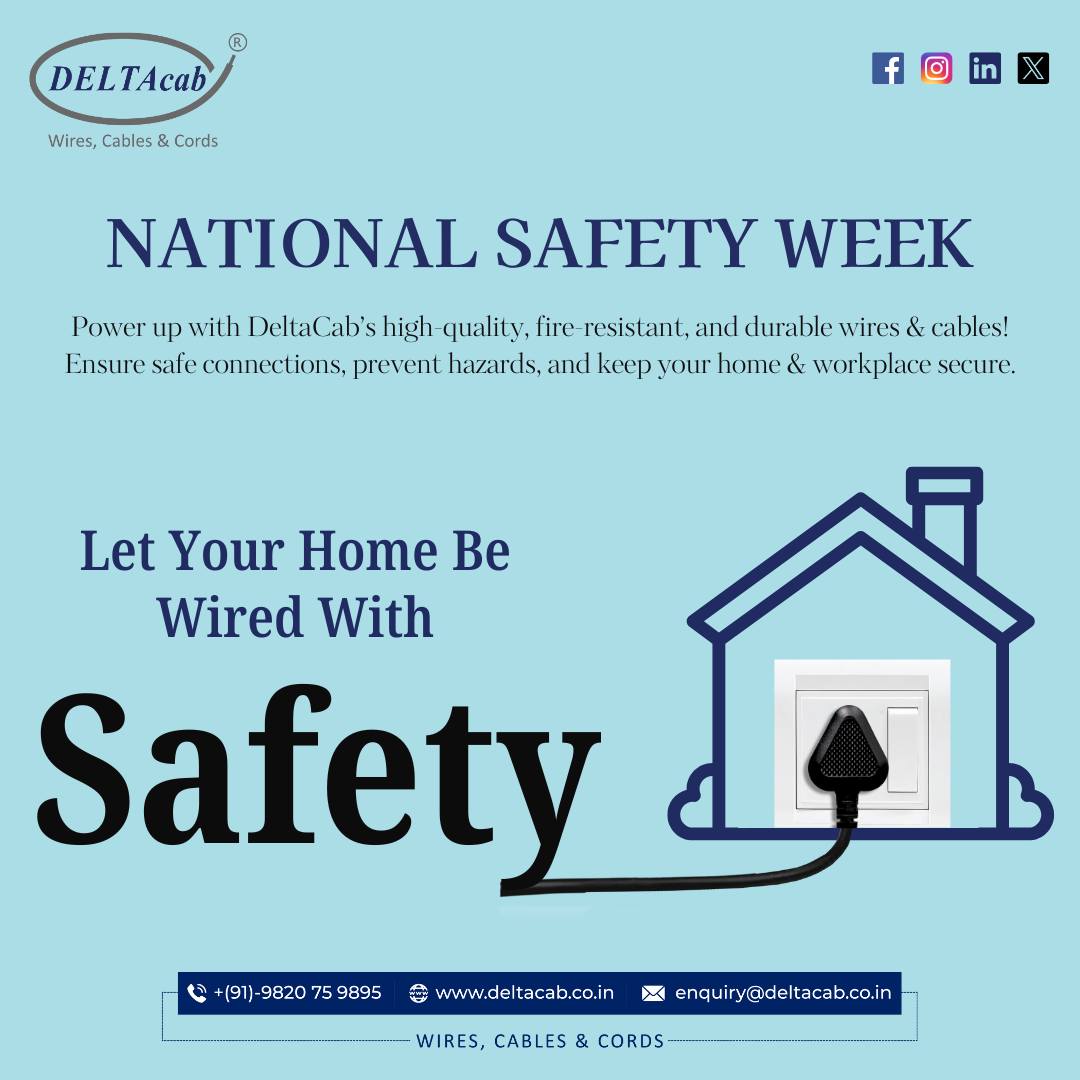 DELTAcab ®
Wires, Cables & Cords
NATIONAL SAFETY WEEK
Power up with DeltaCab’s high-quality, fire-resistant, and durable wires & cables!
Ensure safe connections, prevent hazards, and keep your home & workplace secure.
Let Your Home Be
Wired With
Safety
+(91)-9820 75 9895 www.deltacab.co.in enquiry@deltacab.co.in
WIRES, CABLES & CORDS